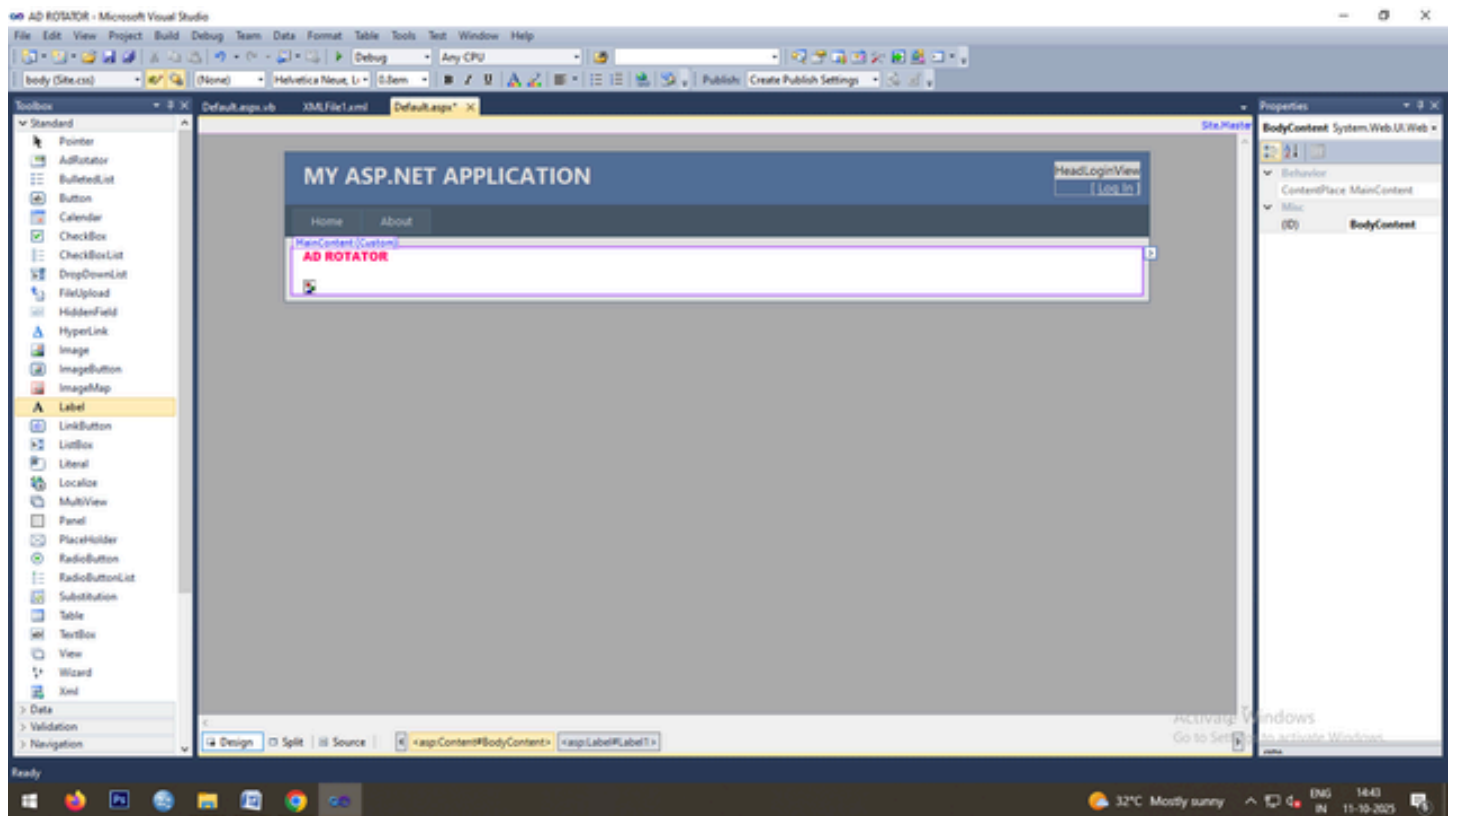 AD ROTATOR - Microsoft Visual Studio
File Edit View Project Build Debug Team Data Format Table Tools Test Window Help
Debug Any CPU
body (Site.css) (None) Helvetica Neue, L 0.8em B I U A Publish: Create Publish Settings
Toolbox
Default.aspx.vb XMLFile1.xml Default.aspx*
Properties
Standard
Site.Master
BodyContent System.Web.UI.Web
Pointer
AdRotator
BulletedList
Button
Calendar
CheckBox
CheckBoxList
DropDownList
FileUpload
HiddenField
HyperLink
Image
ImageButton
ImageMap
Label
LinkButton
ListBox
Literal
Localize
MultiView
Panel
PlaceHolder
RadioButton
RadioButtonList
Substitution
Table
TextBox
View
Wizard
Xml
Data
Validation
Navigation
MY ASP.NET APPLICATION
HeadLoginView
[ Log In ]
Home About
MainContent (Custom)
AD ROTATOR
Behavior
ContentPlace MainContent
Misc
(ID) BodyContent
Activate Windows
Go to Settings to activate Windows.
Design Split Source <asp:Content#BodyContent> <asp:Label#Label1>
Ready
32°C Mostly sunny
ENG
IN
14:43
11-10-2025